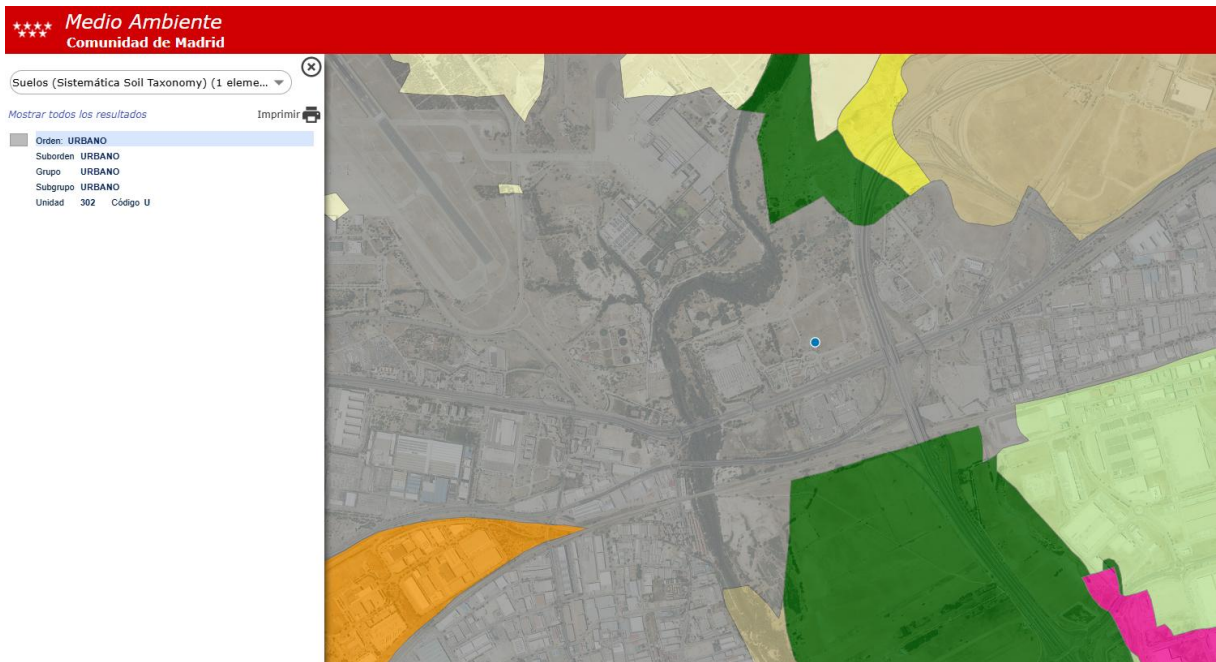 Medio Ambiente
Comunidad de Madrid
Suelos (Sistemática Soil Taxonomy) (1 eleme...
Mostrar todos los resultados Imprimir
Orden: URBANO
Suborden URBANO
Grupo URBANO
Subgrupo URBANO
Unidad 302 Código U